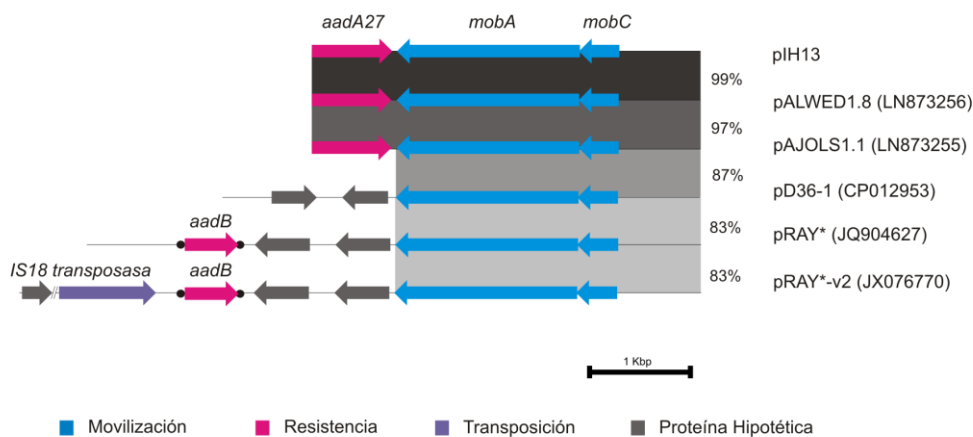 aadA27 mobA mobC
pIH13
99%
pALWED1.8 (LN873256)
97%
pAJOLS1.1 (LN873255)
87%
pD36-1 (CP012953)
aadB
83%
pRAY* (JQ904627)
IS18 transposasa aadB
83%
pRAY*-v2 (JX076770)
1 Kbp
Movilización Resistencia Transposición Proteína Hipotética